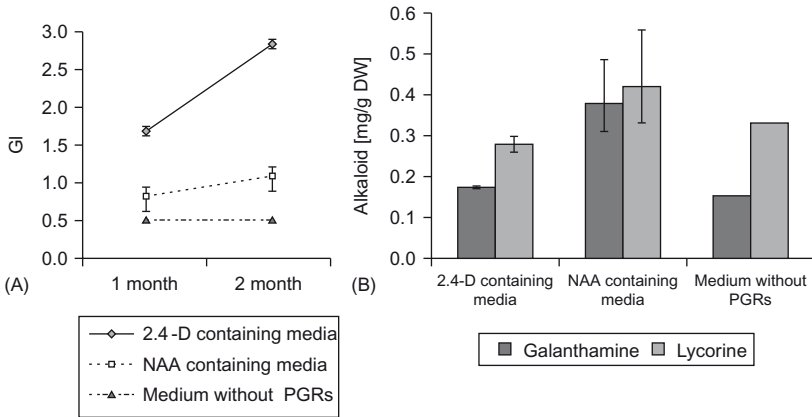 3.0
2.5
2.0
1.5
1.0
0.5
0.0
GI
1 month
2 month
(A)
2.4-D containing media
NAA containing media
Medium without PGRs
0.6
0.5
0.4
0.3
0.2
0.1
0.0
Alkaloid [mg/g DW]
(B)
2.4-D containing
media
NAA containing
media
Medium without
PGRs
Galanthamine
Lycorine